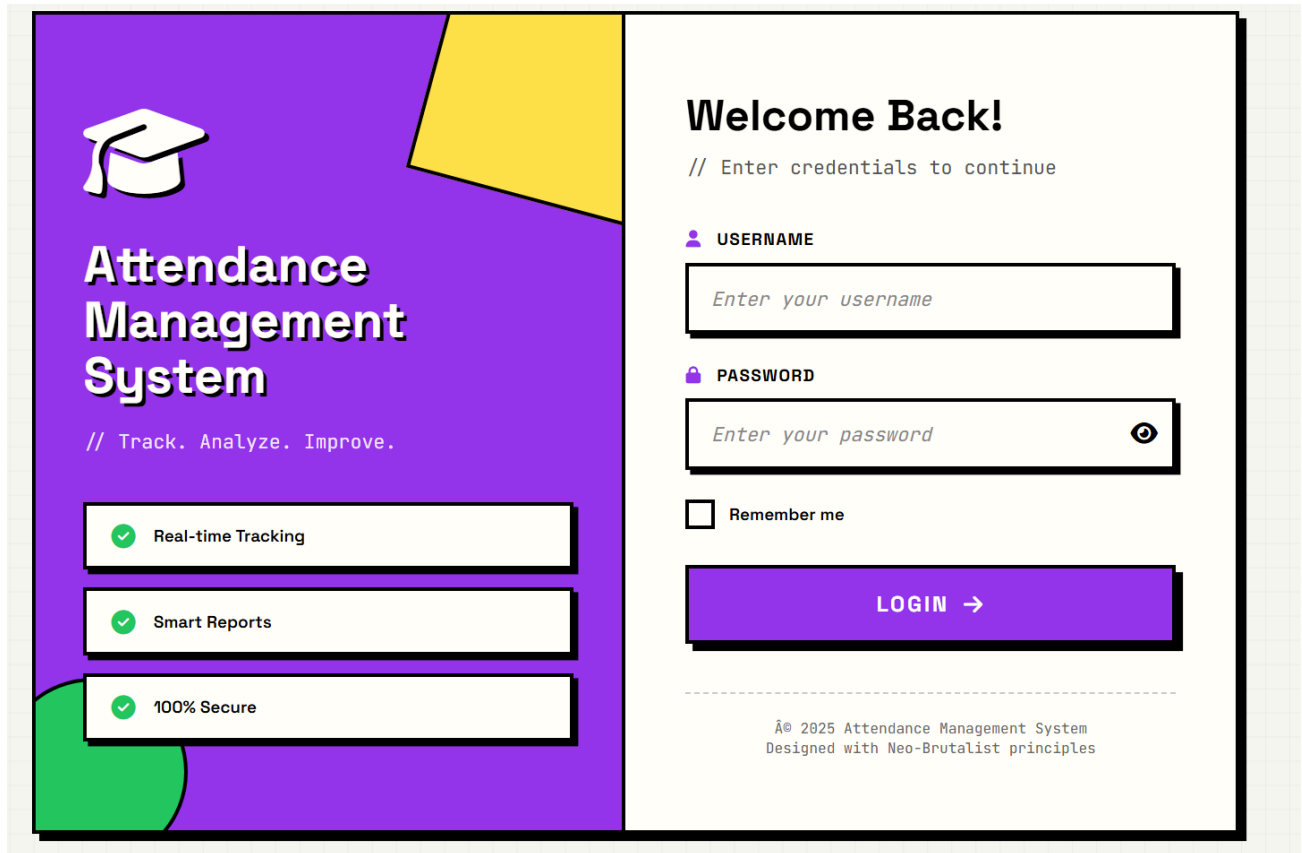 Attendance
Management
System
// Track. Analyze. Improve.
Real-time Tracking
Smart Reports
100% Secure
Welcome Back!
// Enter credentials to continue
USERNAME
Enter your username
PASSWORD
Enter your password
Remember me
LOGIN →
Â© 2025 Attendance Management System
Designed with Neo-Brutalist principles